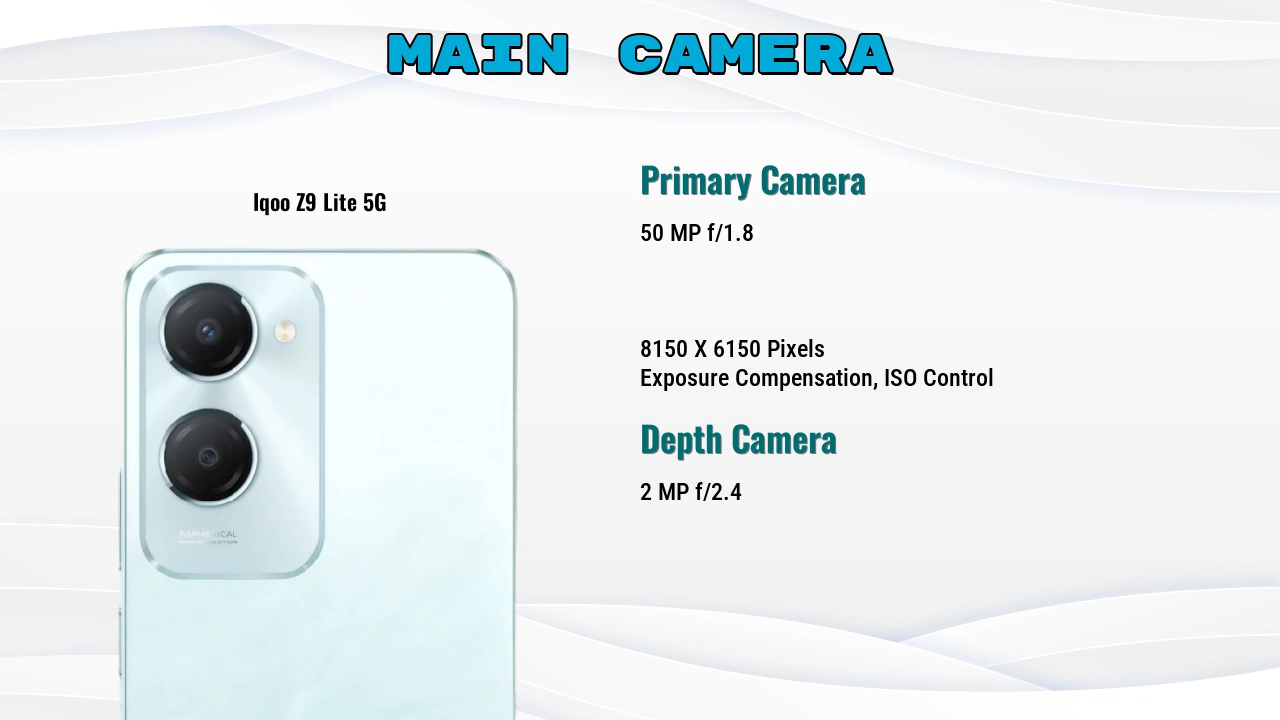 MAIN CAMERA
Iqoo Z9 Lite 5G
Primary Camera
50 MP f/1.8
8150 X 6150 Pixels
Exposure Compensation, ISO Control
Depth Camera
2 MP f/2.4
ASPHERICAL